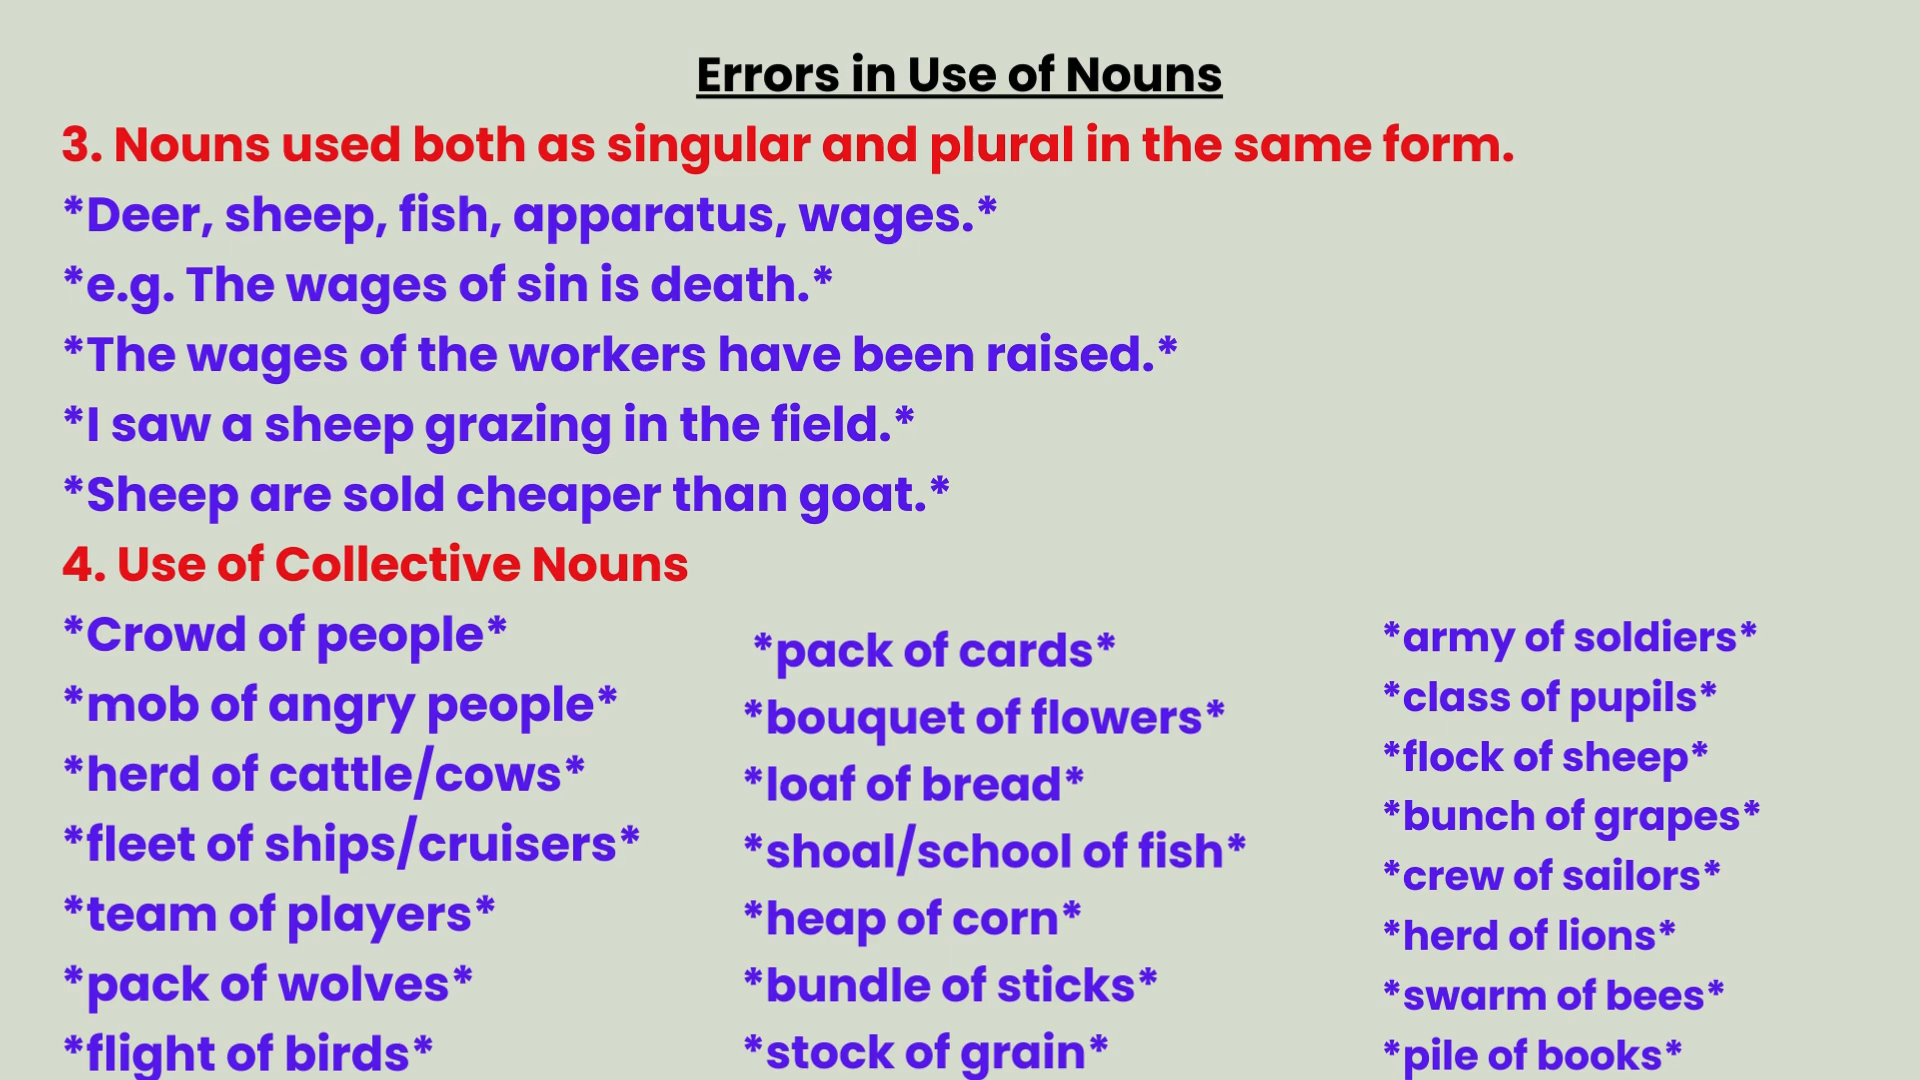 Errors in Use of Nouns
3. Nouns used both as singular and plural in the same form.
*Deer, sheep, fish, apparatus, wages.*
*e.g. The wages of sin is death.*
*The wages of the workers have been raised.*
*I saw a sheep grazing in the field.*
*Sheep are sold cheaper than goat.*
4. Use of Collective Nouns
*Crowd of people*
*mob of angry people*
*herd of cattle/cows*
*fleet of ships/cruisers*
*team of players*
*pack of wolves*
*flight of birds*
*pack of cards*
*bouquet of flowers*
*loaf of bread*
*shoal/school of fish*
*heap of corn*
*bundle of sticks*
*stock of grain*
*army of soldiers*
*class of pupils*
*flock of sheep*
*bunch of grapes*
*crew of sailors*
*herd of lions*
*swarm of bees*
*pile of books*